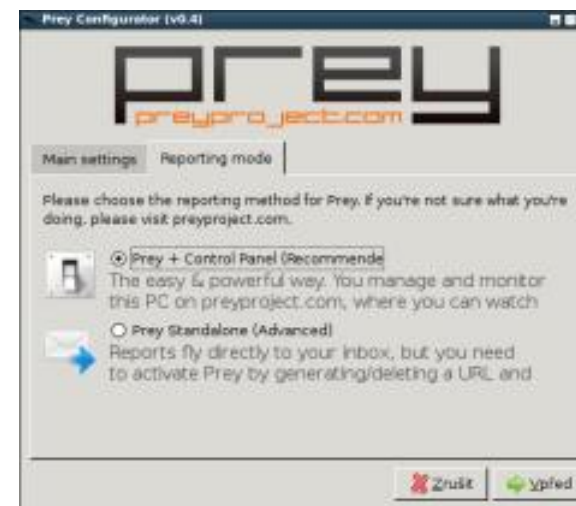 Prey Configurator (v0.4)
prey
preyproject.com
Main settings
Reporting mode
Please choose the reporting method for Prey. If you're not sure what you're
doing, please visit preyproject.com.
Prey + Control Panel (Recommende
The easy & powerful way. You manage and monitor
this PC on preyproject.com, where you can watch
Prey Standalone (Advanced)
Reports fly directly to your inbox, but you need
to activate Prey by generating/deleting a URL and
Zrušit
Vpřed